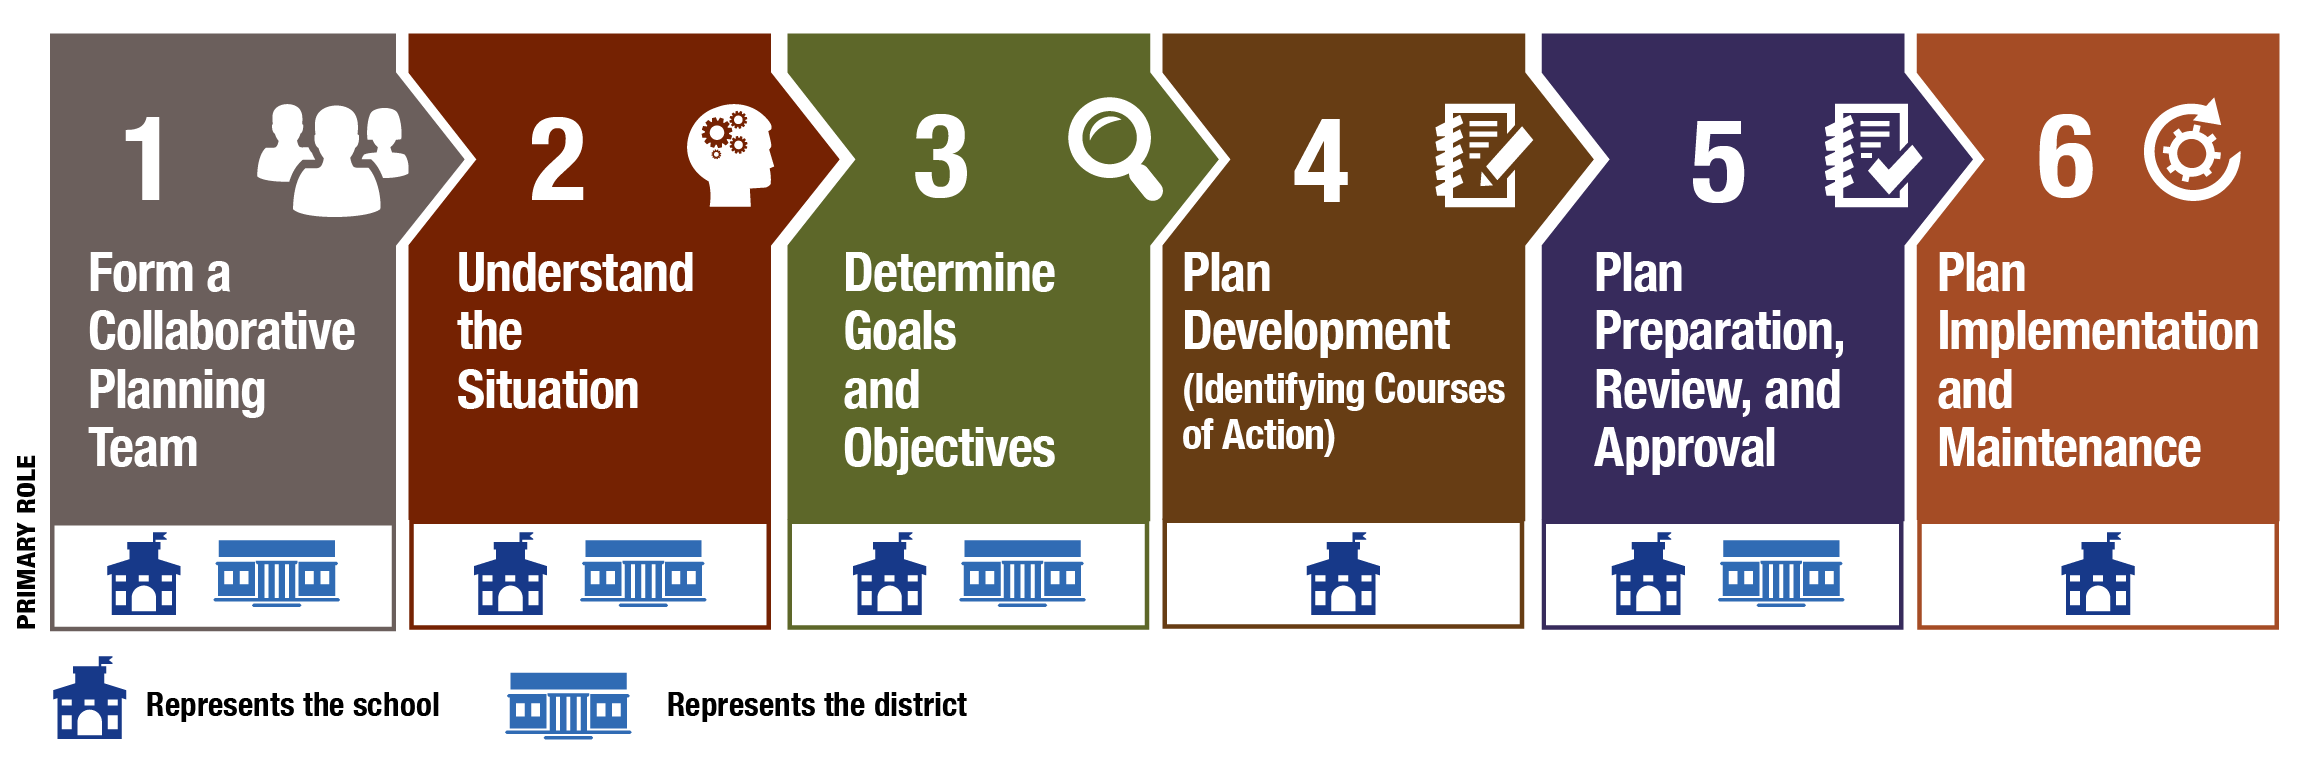 1
Form a
Collaborative
Planning
Team
2
Understand
the
Situation
3
Determine
Goals
and
Objectives
4
Plan
Development
(Identifying Courses
of Action)
5
Plan
Preparation,
Review, and
Approval
6
Plan
Implementation
and
Maintenance
PRIMARY ROLE
Represents the school
Represents the district